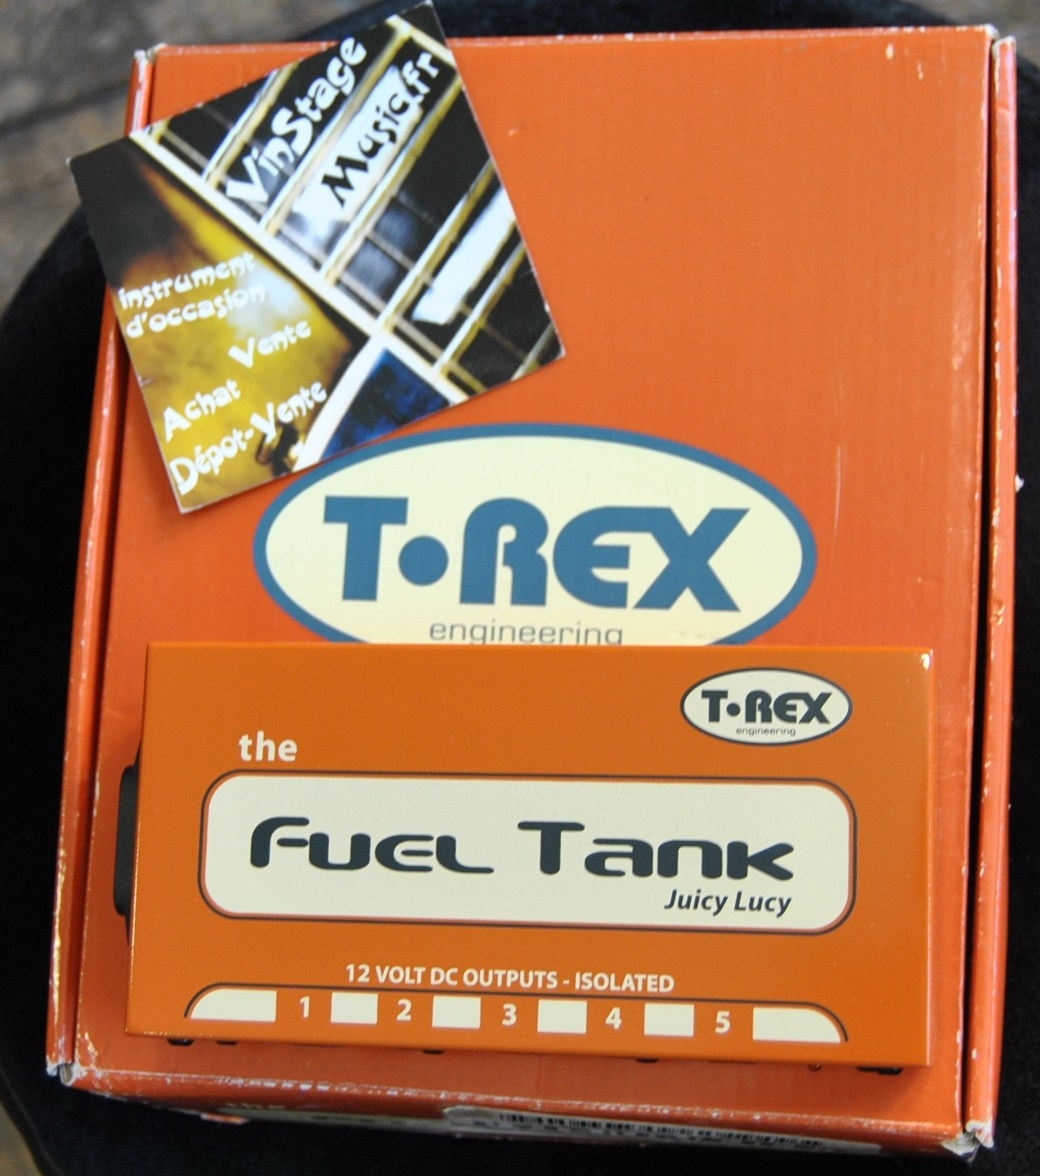 VinStage
Music.fr
instrument
d'occasion
Vente
Achat
Dépot-Vente
T•REX
engineering
T•REX
engineering
the
FUEL TANK
Juicy Lucy
12 VOLT DC OUTPUTS - ISOLATED
1 2 3 4 5
the